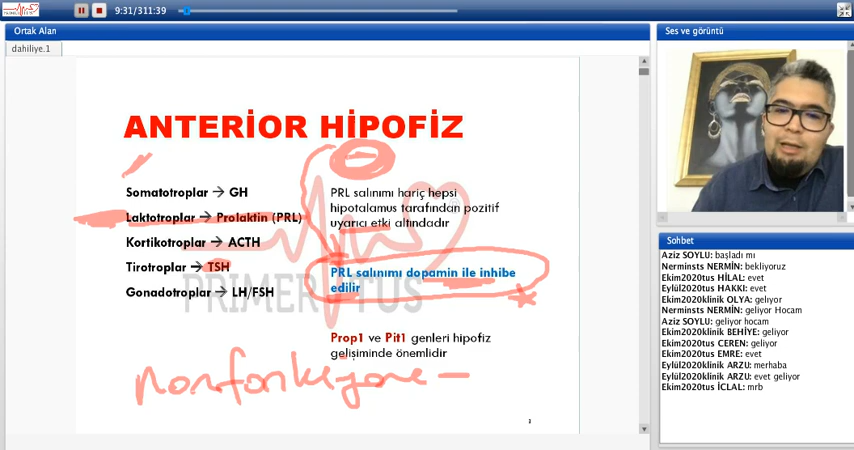 9:31/311:39
Ortak Alan
dahiliye.1
ANTERİOR HİPOFİZ
Somatotroplar → GH
Laktotroplar → Prolaktin (PRL)
Kortikotroplar → ACTH
Tirotroplar → TSH
Gonadotroplar → LH/FSH
PRL salınımı hariç hepsi
hipotalamus tarafından pozitif
uyarıcı etki altındadır
PRL salınımı dopamin ile inhibe
edilir
Prop1 ve Pit1 genleri hipofiz
gelişiminde önemlidir
PRIMER TUS
nonfonksiyone
3
Ses ve görüntü
Sohbet
Aziz SOYLU: başladı mı
Nerminsts NERMİN: bekliyoruz
Ekim2020tus HİLAL: evet
Eylül2020tus HAKKI: evet
Ekim2020klinik OLYA: geliyor
Nerminsts NERMİN: geliyor Hocam
Aziz SOYLU: geliyor hocam
Ekim2020klinik BEHİYE: geliyor
Ekim2020tus CEREN: geliyor
Ekim2020tus EMRE: evet
Eylül2020klinik ARZU: merhaba
Eylül2020klinik ARZU: evet geliyor
Ekim2020tus İCLAL: mrb